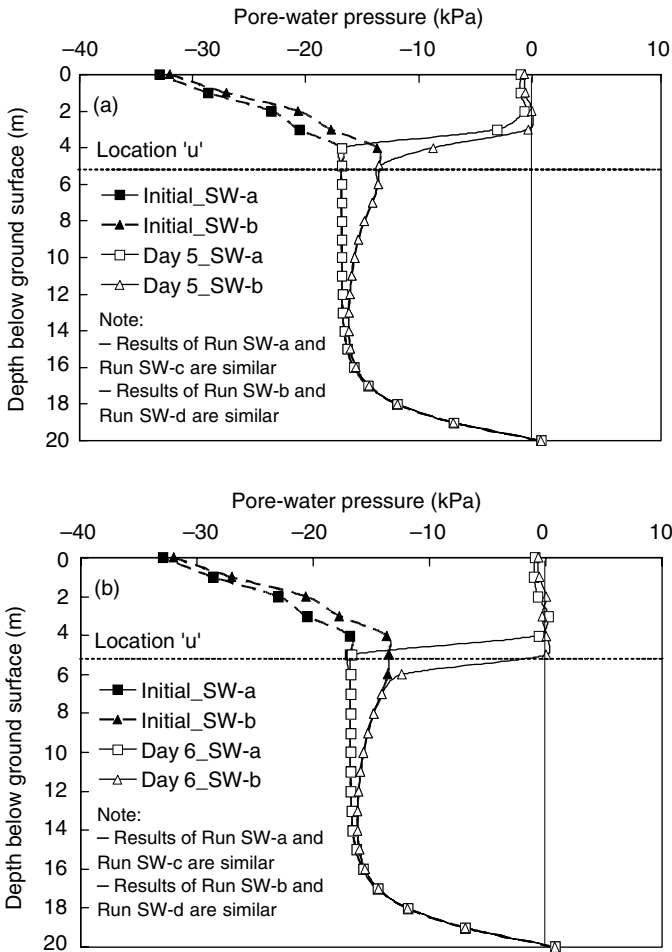 Pore-water pressure (kPa)
–40 –30 –20 –10 0 10
0
2
4
6
8
10
12
14
16
18
20
Depth below ground surface (m)
(a)
Location 'u'
Initial_SW-a
Initial_SW-b
Day 5_SW-a
Day 5_SW-b
Note:
– Results of Run SW-a and
Run SW-c are similar
– Results of Run SW-b and
Run SW-d are similar
Pore-water pressure (kPa)
–40 –30 –20 –10 0 10
0
2
4
6
8
10
12
14
16
18
20
Depth below ground surface (m)
(b)
Location 'u'
Initial_SW-a
Initial_SW-b
Day 6_SW-a
Day 6_SW-b
Note:
– Results of Run SW-a and
Run SW-c are similar
– Results of Run SW-b and
Run SW-d are similar